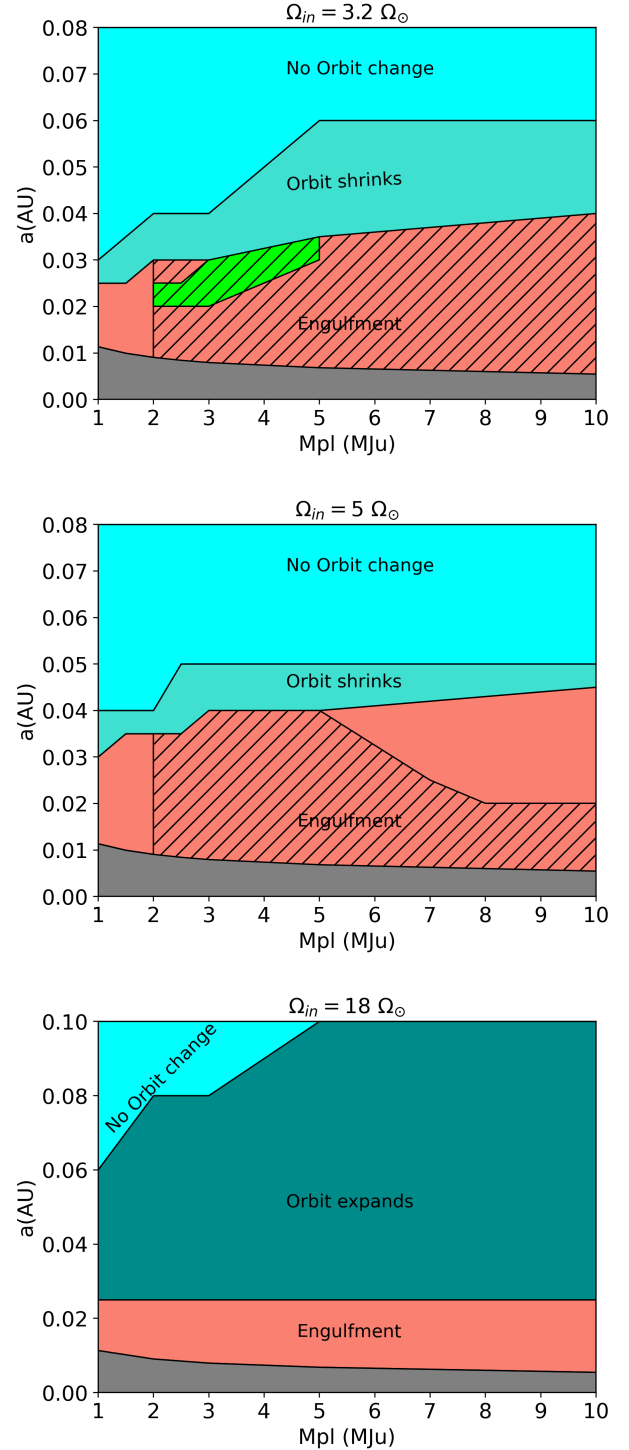 Ωin = 3.2 Ω⊙
0.08
0.07
0.06
0.05
0.04
0.03
0.02
0.01
0.00
a(AU)
No Orbit change
Orbit shrinks
Engulfment
1 2 3 4 5 6 7 8 9 10
Mpl (MJu)
Ωin = 5 Ω⊙
0.08
0.07
0.06
0.05
0.04
0.03
0.02
0.01
0.00
a(AU)
No Orbit change
Orbit shrinks
Engulfment
1 2 3 4 5 6 7 8 9 10
Mpl (MJu)
Ωin = 18 Ω⊙
0.10
0.08
0.06
0.04
0.02
0.00
a(AU)
No Orbit change
Orbit expands
Engulfment
1 2 3 4 5 6 7 8 9 10
Mpl (MJu)